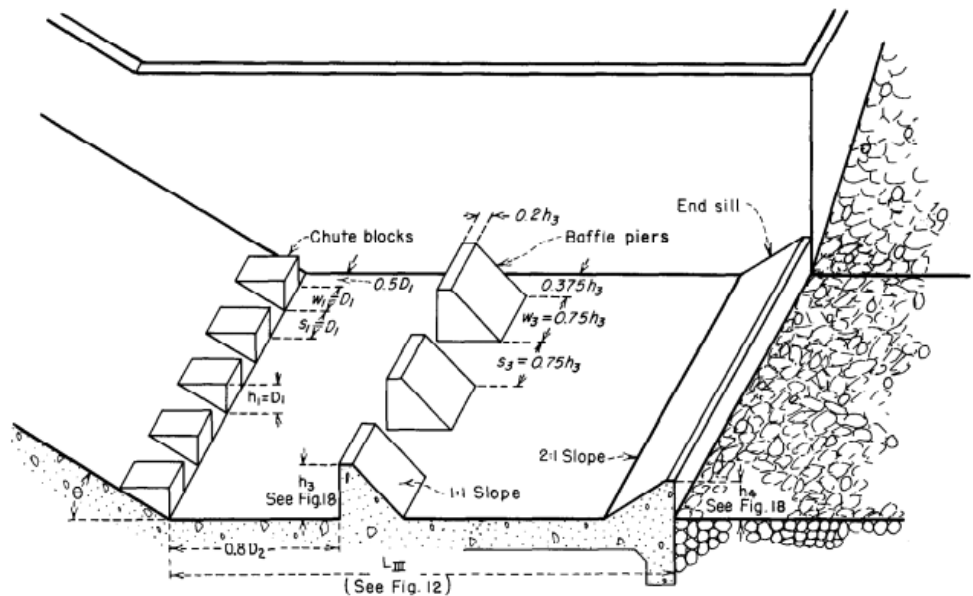 0.2h₃
End sill
Chute blocks
Baffle piers
0.5D₁
0.375h₃
w₁=D₁
w₃=0.75h₃
s₁=D₁
s₃=0.75h₃
h₁=D₁
2:1 Slope
h₃
See Fig.18
1:1 Slope
h₄
See Fig.18
θ
0.8D₂
L III
(See Fig. 12)